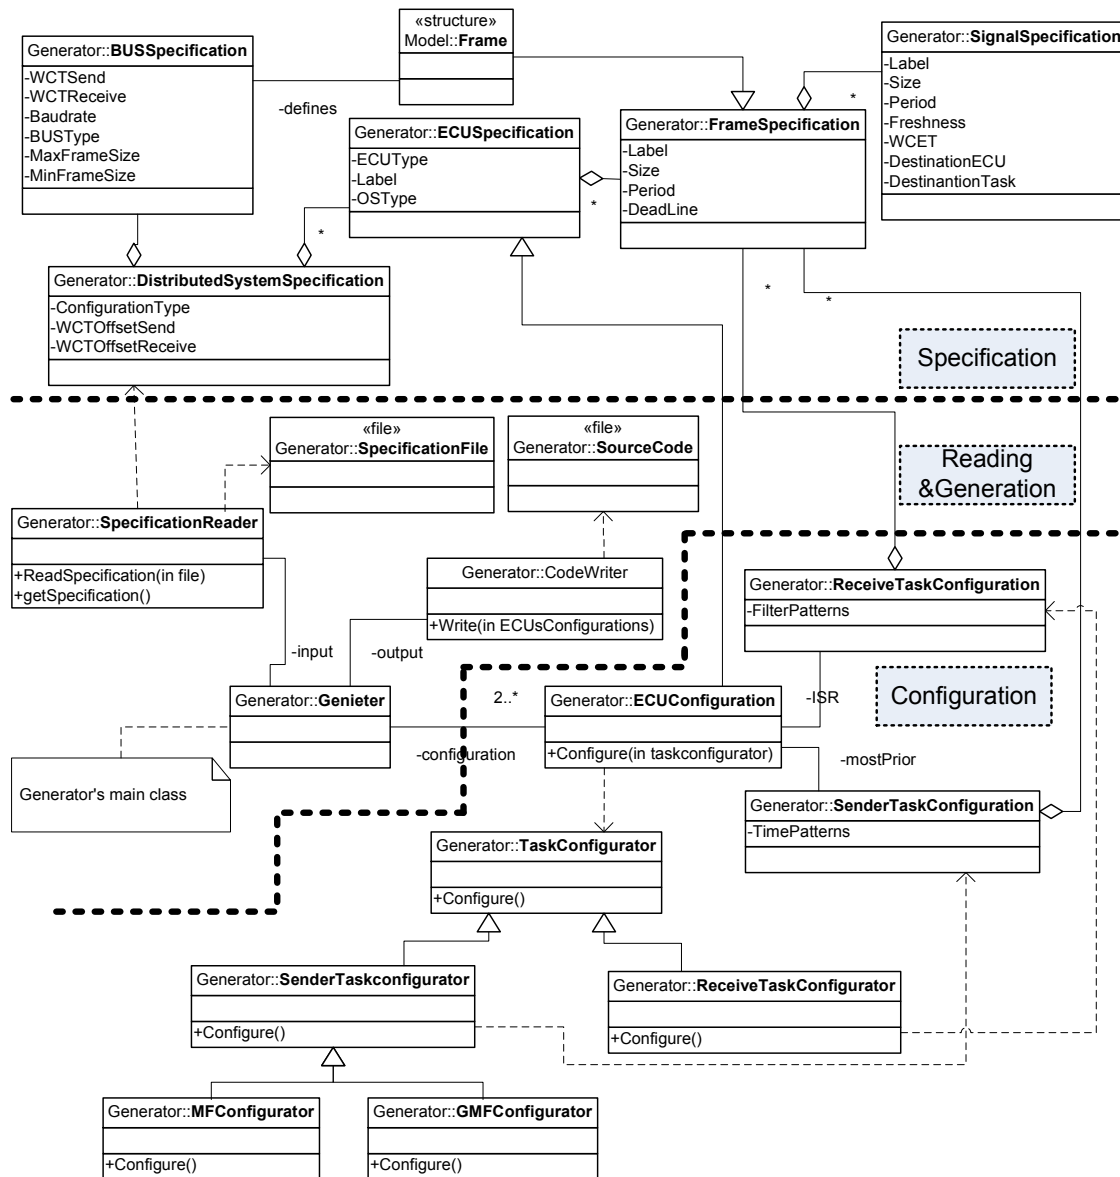 «structure»
Model::Frame
Generator::BUSSpecification
-WCTSend
-WCTReceive
-Baudrate
-BUSType
-MaxFrameSize
-MinFrameSize
-defines
Generator::SignalSpecification
-Label
-Size
-Period
-Freshness
-WCET
-DestinationECU
-DestinantionTask
*
Generator::ECUSpecification
-ECUType
-Label
-OSType
*
Generator::FrameSpecification
-Label
-Size
-Period
-DeadLine
*
*
*
Generator::DistributedSystemSpecification
-ConfigurationType
-WCTOffsetSend
-WCTOffsetReceive
Specification
«file»
Generator::SpecificationFile
«file»
Generator::SourceCode
Reading
&Generation
Generator::SpecificationReader
+ReadSpecification(in file)
+getSpecification()
Generator::CodeWriter
+Write(in ECUsConfigurations)
Generator::ReceiveTaskConfiguration
-FilterPatterns
-input
-output
Generator::Genieter
2..*
-configuration
Generator::ECUConfiguration
+Configure(in taskconfigurator)
-ISR
Configuration
-mostPrior
Generator's main class
Generator::SenderTaskConfiguration
-TimePatterns
Generator::TaskConfigurator
+Configure()
Generator::SenderTaskconfigurator
+Configure()
Generator::ReceiveTaskConfigurator
+Configure()
Generator::MFConfigurator
+Configure()
Generator::GMFConfigurator
+Configure()